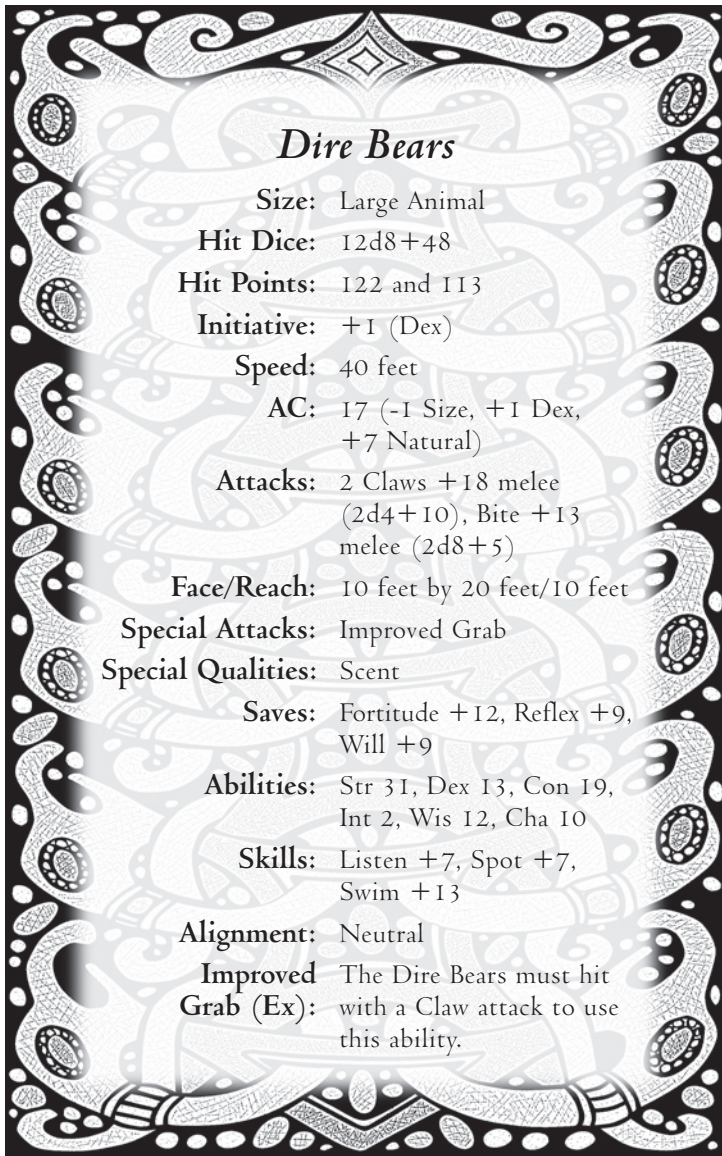 Dire Bears
Size: Large Animal
Hit Dice: 12d8+48
Hit Points: 122 and 113
Initiative: +1 (Dex)
Speed: 40 feet
AC: 17 (-1 Size, +1 Dex,
+7 Natural)
Attacks: 2 Claws +18 melee
(2d4+10), Bite +13
melee (2d8+5)
Face/Reach: 10 feet by 20 feet/10 feet
Special Attacks: Improved Grab
Special Qualities: Scent
Saves: Fortitude +12, Reflex +9,
Will +9
Abilities: Str 31, Dex 13, Con 19,
Int 2, Wis 12, Cha 10
Skills: Listen +7, Spot +7,
Swim +13
Alignment: Neutral
Improved The Dire Bears must hit
Grab (Ex): with a Claw attack to use
this ability.